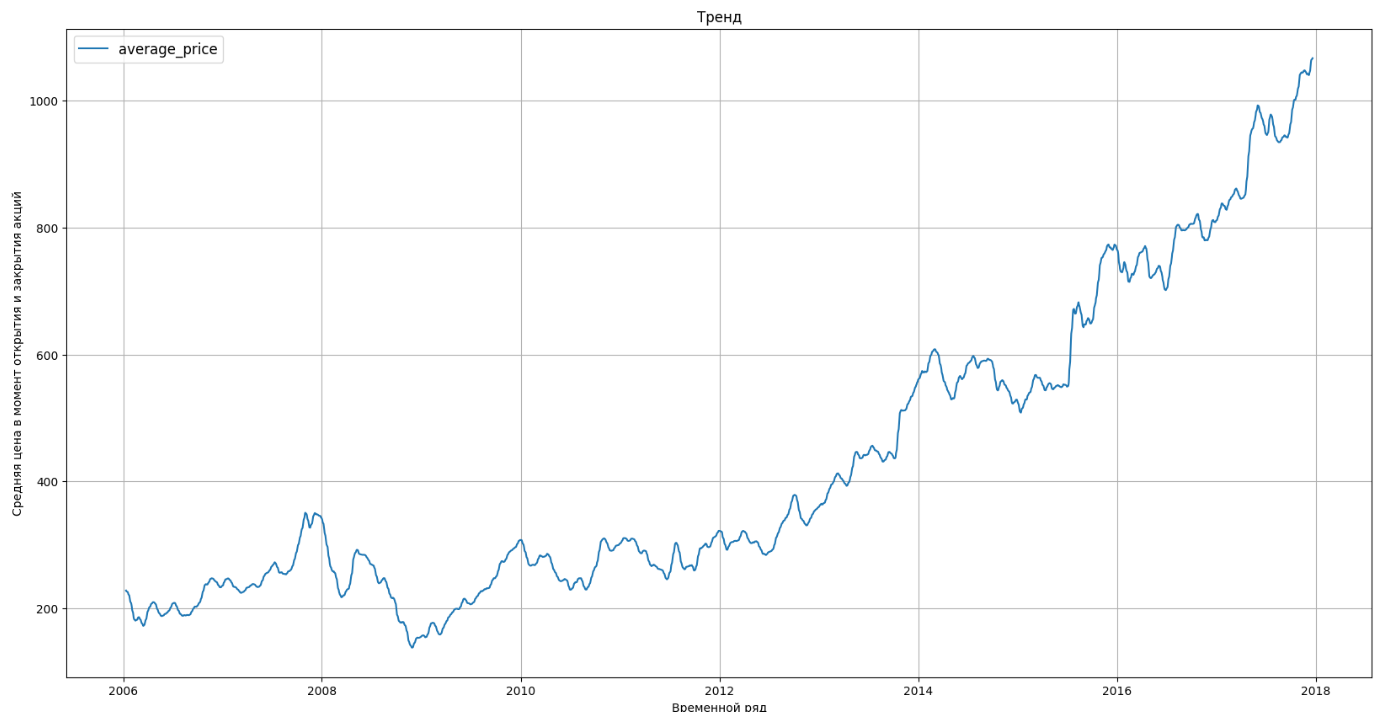 Тренд
average_price
Средняя цена в момент открытия и закрытия акций
1000
800
600
400
200
2006 2008 2010 2012 2014 2016 2018
Временной ряд